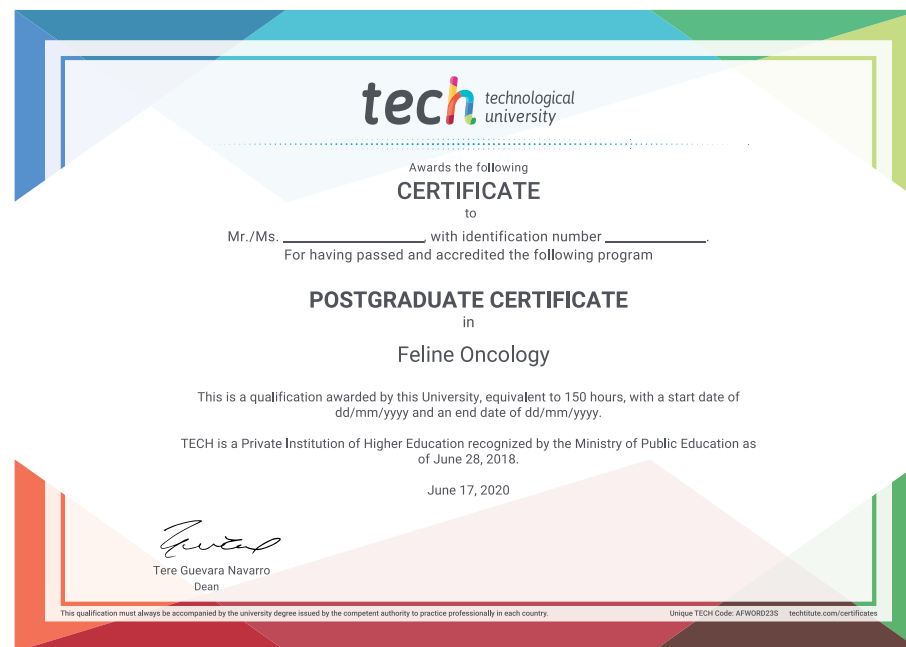 tech technological
university
Awards the following
CERTIFICATE
to
Mr./Ms. ____________________, with identification number ______________.
For having passed and accredited the following program
POSTGRADUATE CERTIFICATE
in
Feline Oncology
This is a qualification awarded by this University, equivalent to 150 hours, with a start date of
dd/mm/yyyy and an end date of dd/mm/yyyy.
TECH is a Private Institution of Higher Education recognized by the Ministry of Public Education as
of June 28, 2018.
June 17, 2020
Tere Guevara Navarro
Dean
This qualification must always be accompanied by the university degree issued by the competent authority to practice professionally in each country. Unique TECH Code: AFWORD23S techtitute.com/certificates